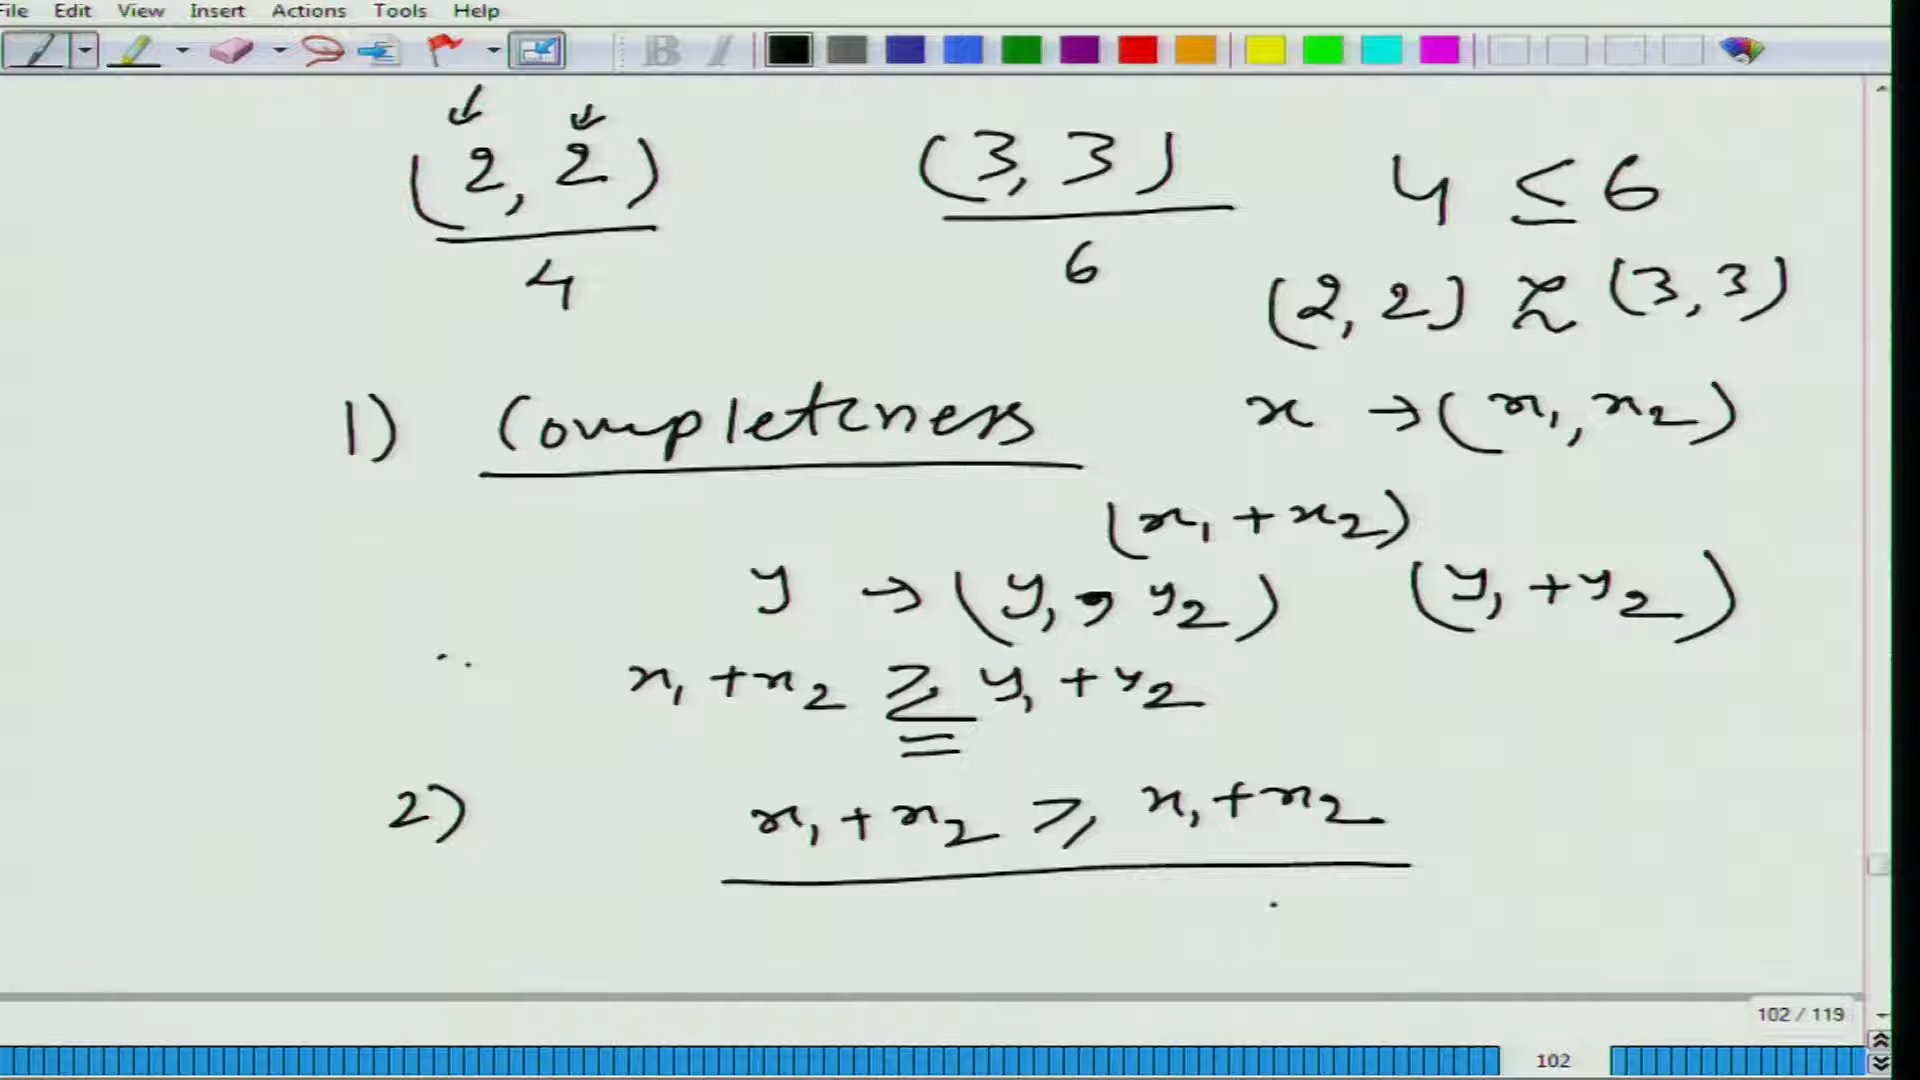 File Edit View Insert Actions Tools Help
B I
(2, 2) (3, 3) 4 ≤ 6
4 6
(2, 2) ≿ (3, 3)
1) Completeness x → (x₁, x₂)
(x₁ + x₂)
y → (y₁, y₂) (y₁ + y₂)
x₁ + x₂ ≥ y₁ + y₂
2) x₁ + x₂ ≥ x₁ + x₂
102 / 119
102